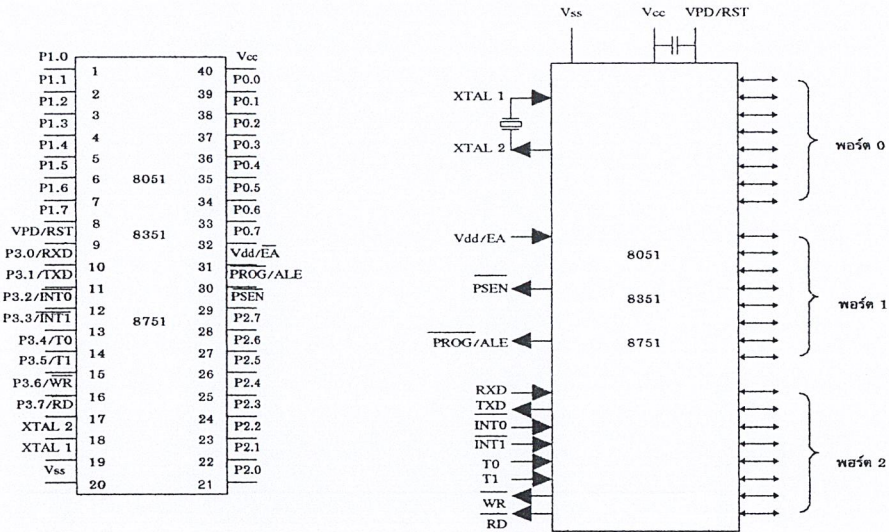 P1.0 Vcc
1 40
P1.1 P0.0
2 39
P1.2 P0.1
3 38
P1.3 P0.2
4 37
P1.4 P0.3
5 36
P1.5 P0.4
6 8051 35
P1.6 P0.5
7 34
P1.7 P0.6
8 33
VPD/RST 8351 P0.7
9 32
P3.0/RXD Vdd/EA
10 31
P3.1/TXD PROG/ALE
11 30
P3.2/INT0 PSEN
12 29
P3.3/INT1 8751 P2.7
13 28
P3.4/T0 P2.6
14 27
P3.5/T1 P2.5
15 26
P3.6/WR P2.4
16 25
P3.7/RD P2.3
17 24
XTAL 2 P2.2
18 23
XTAL 1 P2.1
19 22
Vss P2.0
20 21
Vss Vcc VPD/RST
XTAL 1
XTAL 2
Vdd/EA
PSEN
PROG/ALE
RXD
TXD
INT0
INT1
T0
T1
WR
RD
8051
8351
8751
พอร์ต 0
พอร์ต 1
พอร์ต 2